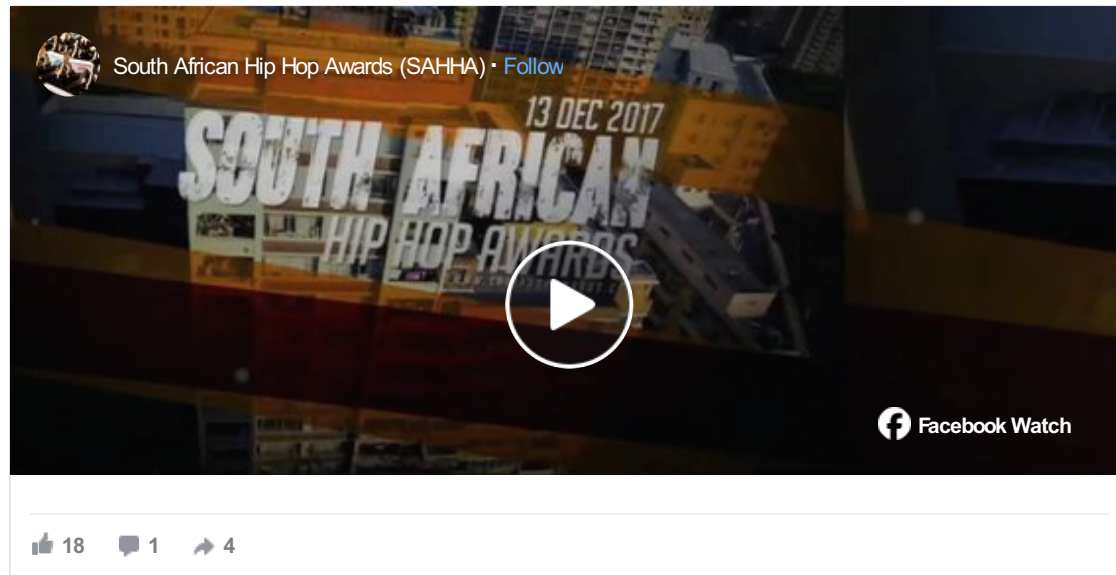 South African Hip Hop Awards (SAHHA) · Follow
13 DEC 2017
SOUTH AFRICAN
HIP HOP AWARDS
Facebook Watch
18 1 4